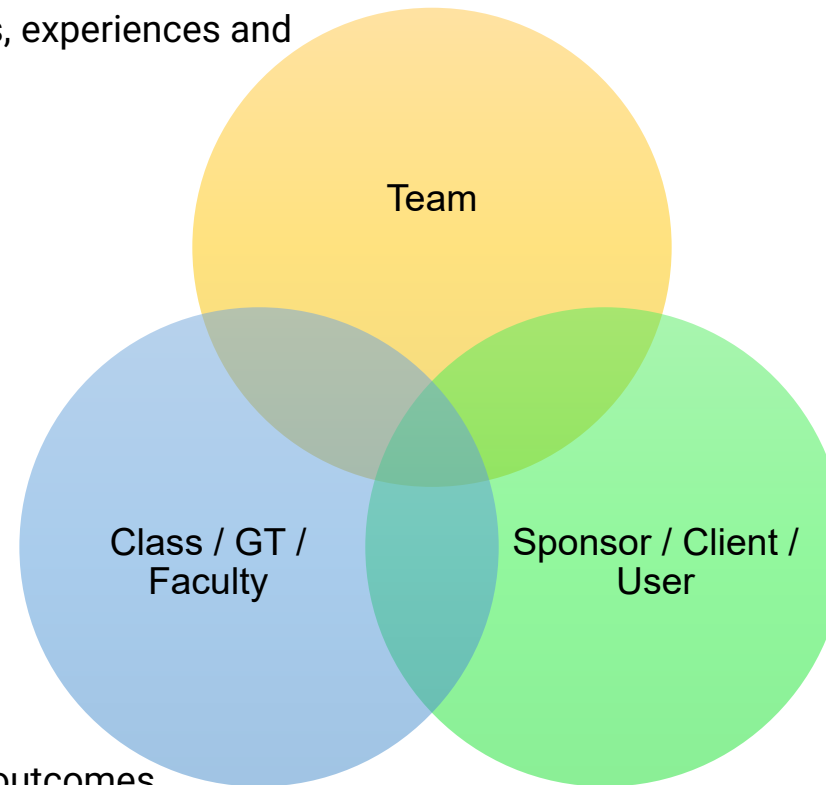 s, experiences and
Team
Class / GT /
Faculty
Sponsor / Client /
User
outcomes